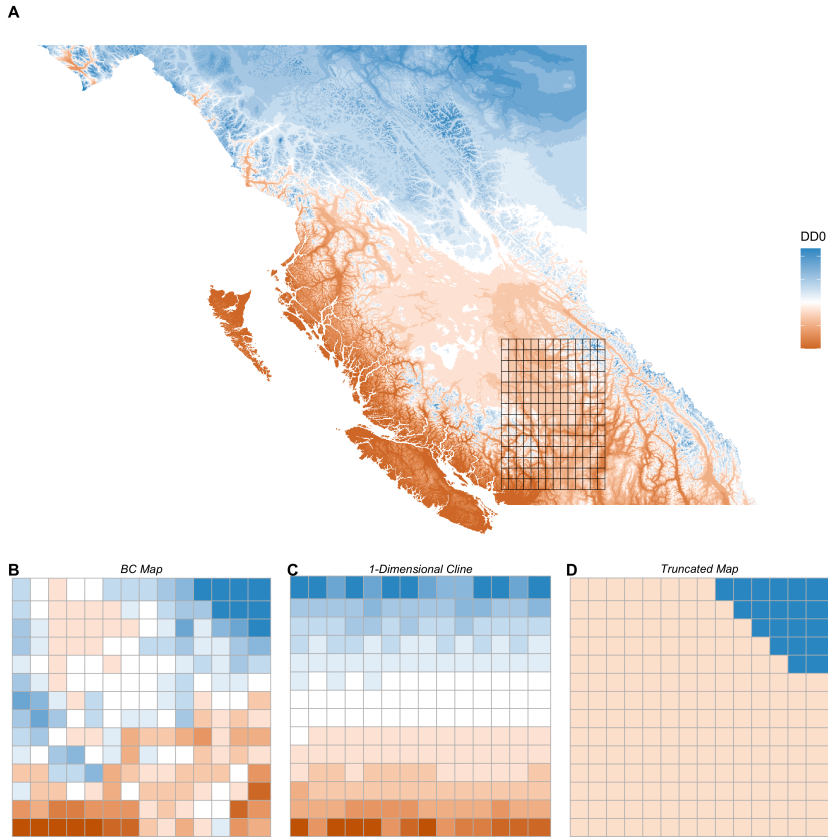 A
DD0
B
BC Map
C
1-Dimensional Cline
D
Truncated Map